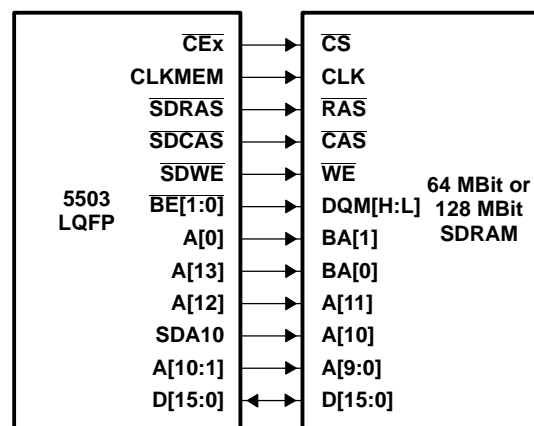 CEx CS
CLKMEM CLK
SDRAS RAS
SDCAS CAS
SDWE WE
5503
LQFP
BE[1:0] DQM[H:L]
64 MBit or
128 MBit
SDRAM
A[0] BA[1]
A[13] BA[0]
A[12] A[11]
SDA10 A[10]
A[10:1] A[9:0]
D[15:0] D[15:0]